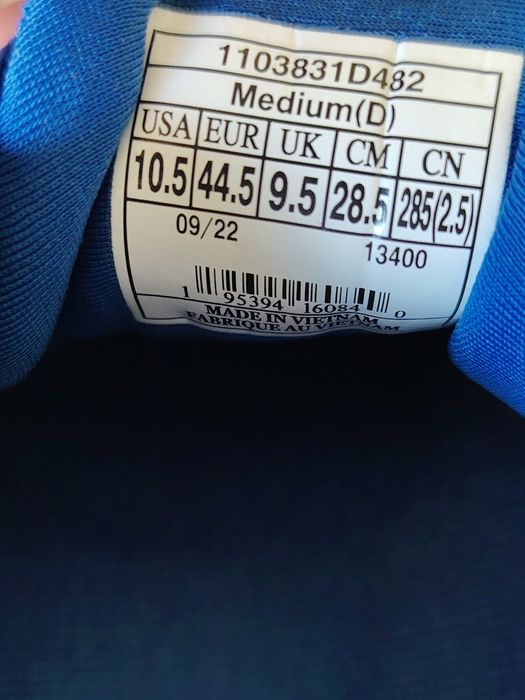 1103831D482
Medium(D)
USA EUR UK CM CN
10.5 44.5 9.5 28.5 285(2.5)
09/22
13400
1 95394 16084 0
MADE IN VIETNAM
FABRIQUE AU VIETNAM